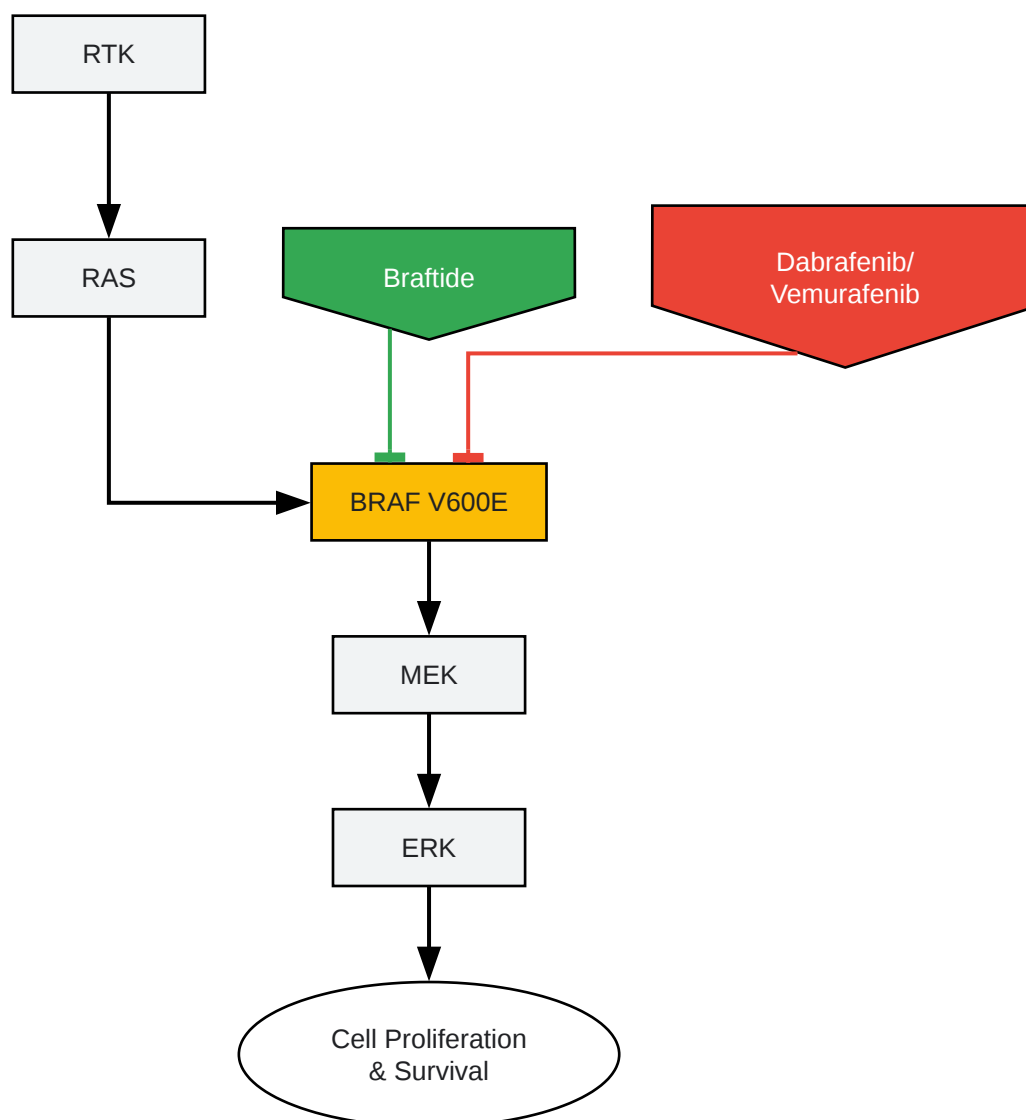 RTK
RAS
Braftide
Dabrafenib/
Vemurafenib
BRAF V600E
MEK
ERK
Cell Proliferation
& Survival